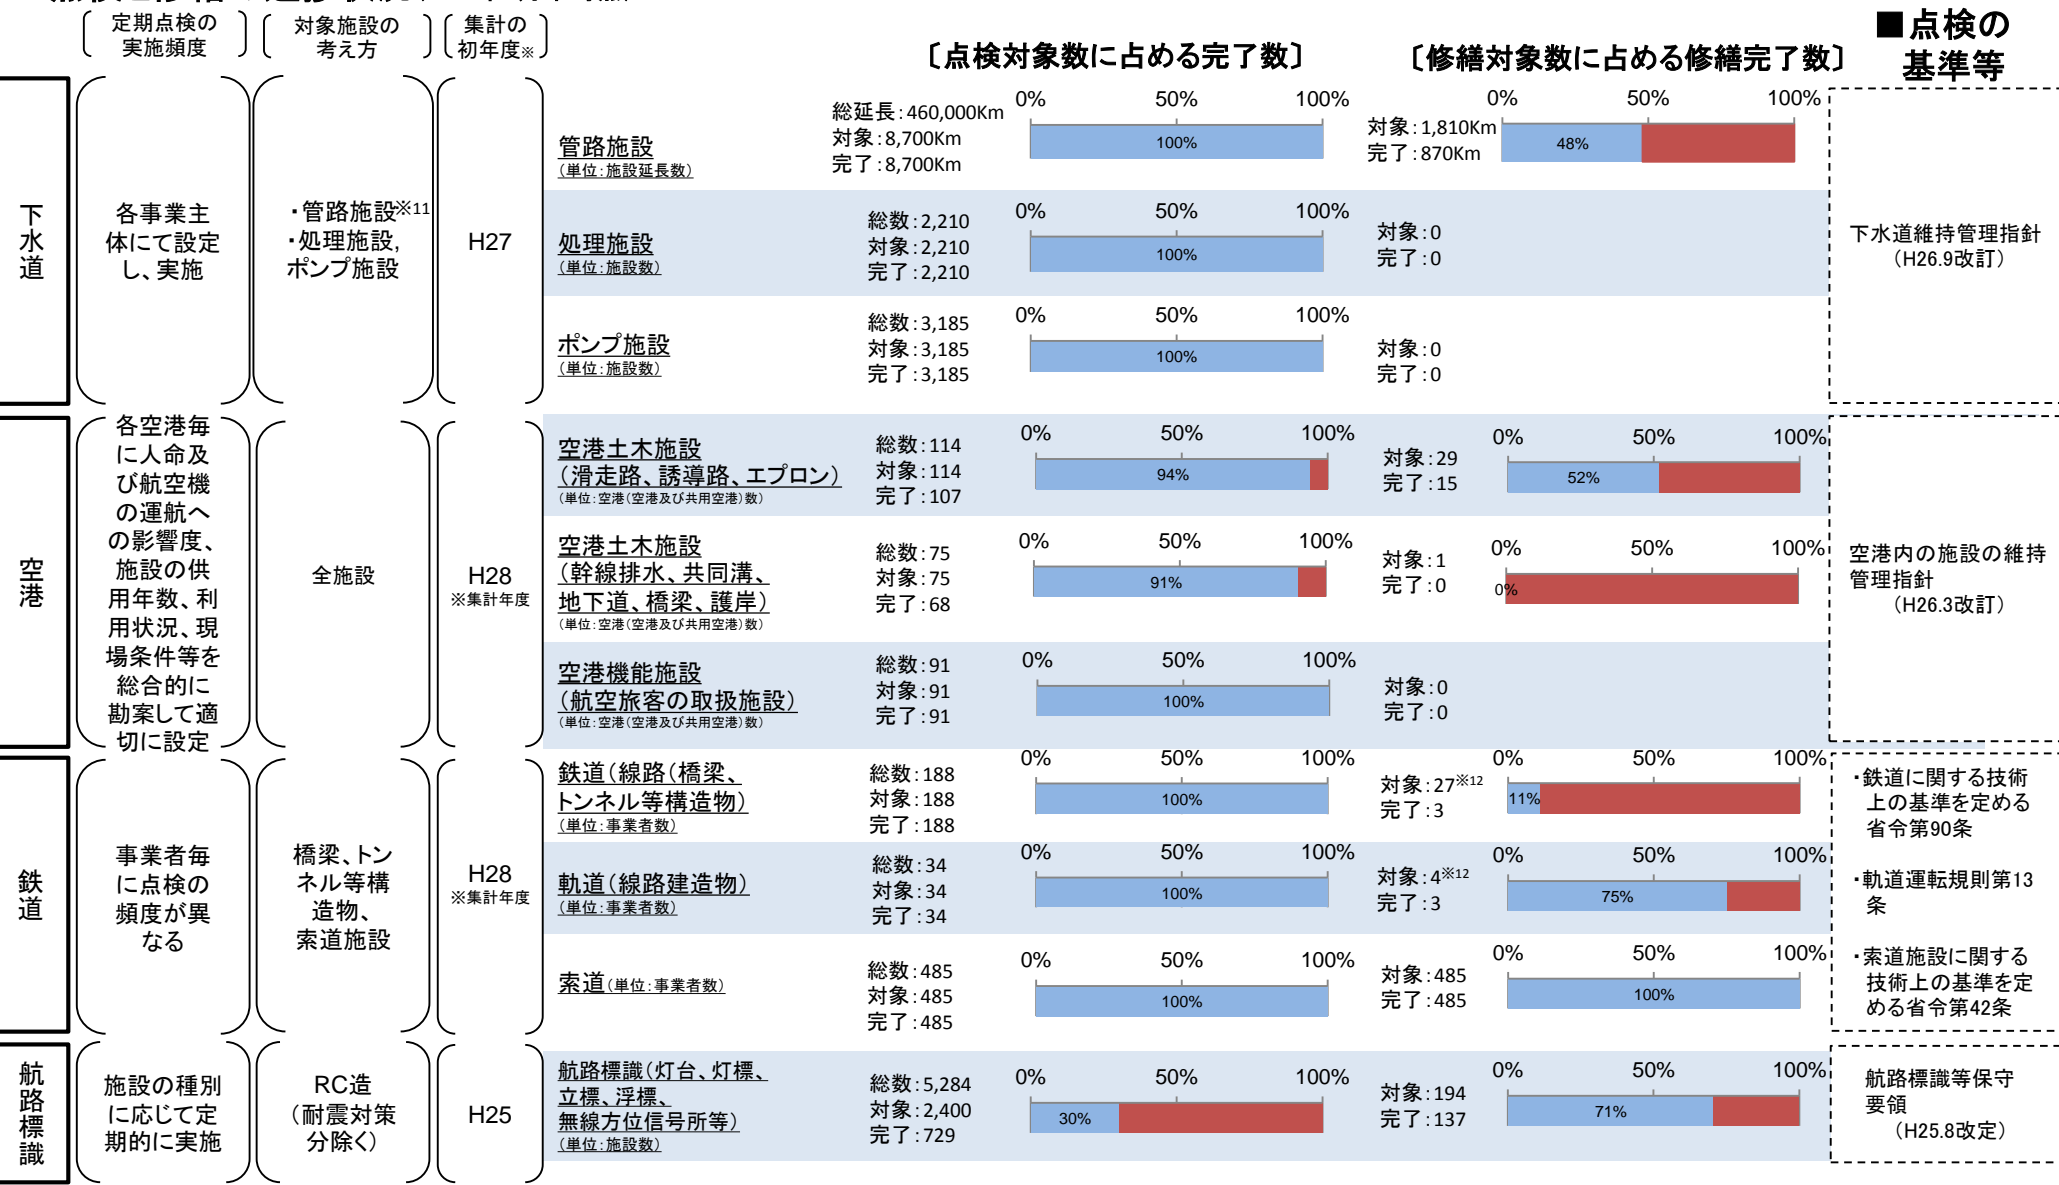 定期点検の
実施頻度
対象施設の
考え方
集計の
初年度※
〔点検対象数に占める完了数〕
〔修繕対象数に占める修繕完了数〕
■点検の
基準等
下水道
各事業主
体にて設定
し、実施
・管路施設※11
・処理施設,
ポンプ施設
H27
管路施設
(単位:施設延長数)
総延長:460,000Km
対象:8,700Km
完了:8,700Km
0% 50% 100%
100%
対象:1,810Km
完了:870Km
0% 50% 100%
48%
処理施設
(単位:施設数)
総数:2,210
対象:2,210
完了:2,210
0% 50% 100%
100%
対象:0
完了:0
ポンプ施設
(単位:施設数)
総数:3,185
対象:3,185
完了:3,185
0% 50% 100%
100%
対象:0
完了:0
下水道維持管理指針
(H26.9改訂)
空港
各空港毎
に人命及
び航空機
の運航へ
の影響度、
施設の供
用年数、利
用状況、現
場条件等を
総合的に
勘案して適
切に設定
全施設
H28
※集計年度
空港土木施設
(滑走路、誘導路、エプロン)
(単位:空港(空港及び共用空港)数)
総数:114
対象:114
完了:107
0% 50% 100%
94%
対象:29
完了:15
0% 50% 100%
52%
空港土木施設
(幹線排水、共同溝、
地下道、橋梁、護岸)
(単位:空港(空港及び共用空港)数)
総数:75
対象:75
完了:68
0% 50% 100%
91%
対象:1
完了:0
0% 50% 100%
0%
空港機能施設
(航空旅客の取扱施設)
(単位:空港(空港及び共用空港)数)
総数:91
対象:91
完了:91
0% 50% 100%
100%
対象:0
完了:0
空港内の施設の維持
管理指針
(H26.3改訂)
鉄道
事業者毎
に点検の
頻度が異
なる
橋梁、トン
ネル等構
造物、
索道施設
H28
※集計年度
鉄道(線路(橋梁、
トンネル等構造物)
(単位:事業者数)
総数:188
対象:188
完了:188
0% 50% 100%
100%
対象:27※12
完了:3
0% 50% 100%
11%
軌道(線路建造物)
(単位:事業者数)
総数:34
対象:34
完了:34
0% 50% 100%
100%
対象:4※12
完了:3
0% 50% 100%
75%
索道(単位:事業者数)
総数:485
対象:485
完了:485
0% 50% 100%
100%
対象:485
完了:485
0% 50% 100%
100%
・鉄道に関する技術
上の基準を定める
省令第90条
・軌道運転規則第13
条
・索道施設に関する
技術上の基準を定
める省令第42条
航路標識
施設の種別
に応じて定
期的に実施
RC造
(耐震対策
分除く)
H25
航路標識(灯台、灯標、
立標、浮標、
無線方位信号所等)
(単位:施設数)
総数:5,284
対象:2,400
完了:729
0% 50% 100%
30%
対象:194
完了:137
0% 50% 100%
71%
航路標識等保守
要領
(H25.8改定)